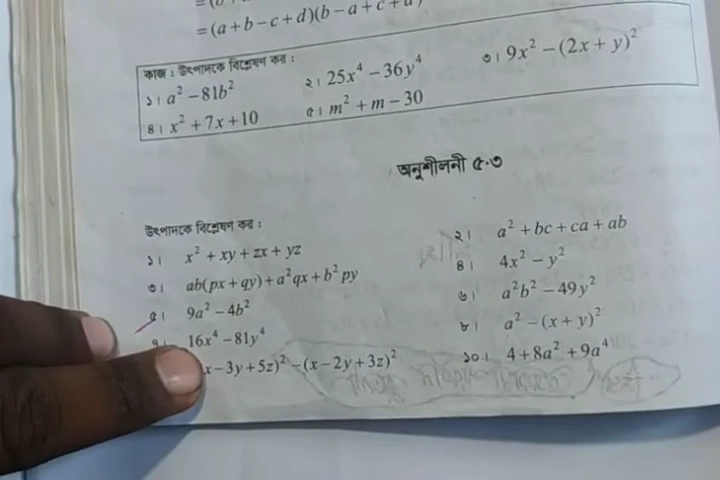 = (a + b − c + d)(b − a + c + d)
কাজ : উৎপাদকে বিশ্লেষণ কর :
১। a² − 81b² ২। 25x⁴ − 36y⁴ ৩। 9x² − (2x + y)²
৪। x² + 7x + 10 ৫। m² + m − 30
অনুশীলনী ৫.৩
উৎপাদকে বিশ্লেষণ কর :
১। x² + xy + zx + yz ২। a² + bc + ca + ab
৩। ab(px + qy) + a²qx + b²py ৪। 4x² − y²
৫। 9a² − 4b² ৬। a²b² − 49y²
৭। 16x⁴ − 81y⁴ ৮। a² − (x + y)²
x − 3y + 5z)² − (x − 2y + 3z)² ১০। 4 + 8a² + 9a⁴